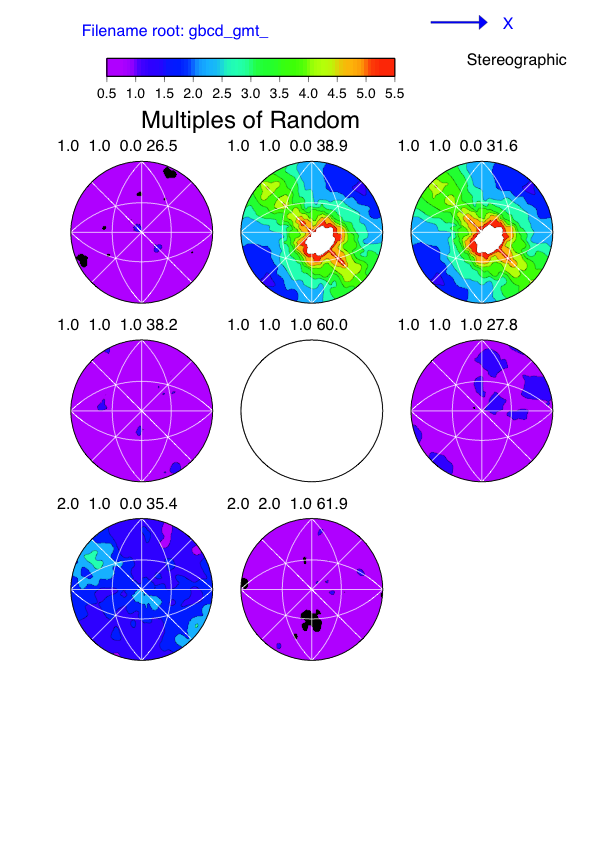 Filename root: gbcd_gmt_
X
Stereographic
0.5 1.0 1.5 2.0 2.5 3.0 3.5 4.0 4.5 5.0 5.5
Multiples of Random
1.0 1.0 0.0 26.5 1.0 1.0 0.0 38.9 1.0 1.0 0.0 31.6
1.0 1.0 1.0 38.2 1.0 1.0 1.0 60.0 1.0 1.0 1.0 27.8
2.0 1.0 0.0 35.4 2.0 2.0 1.0 61.9